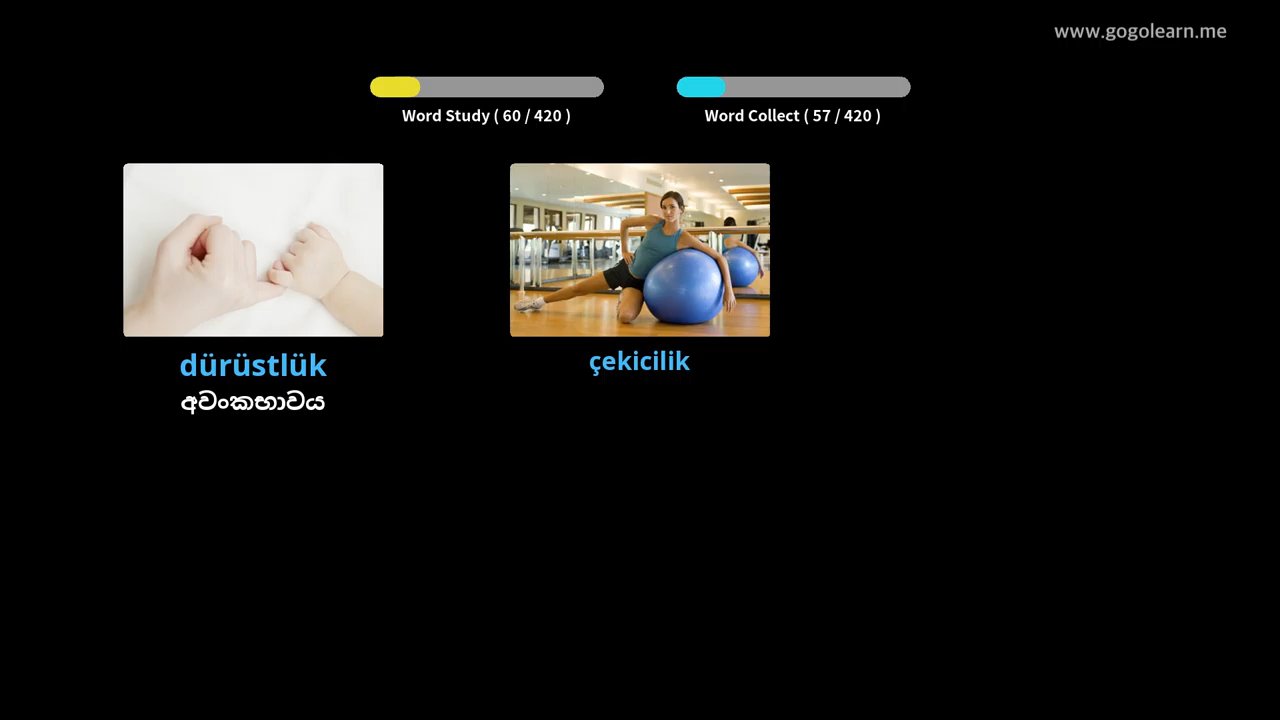 www.gogolearn.me
Word Study ( 60 / 420 )
Word Collect ( 57 / 420 )
dürüstlük
අවංකභාවය
çekicilik